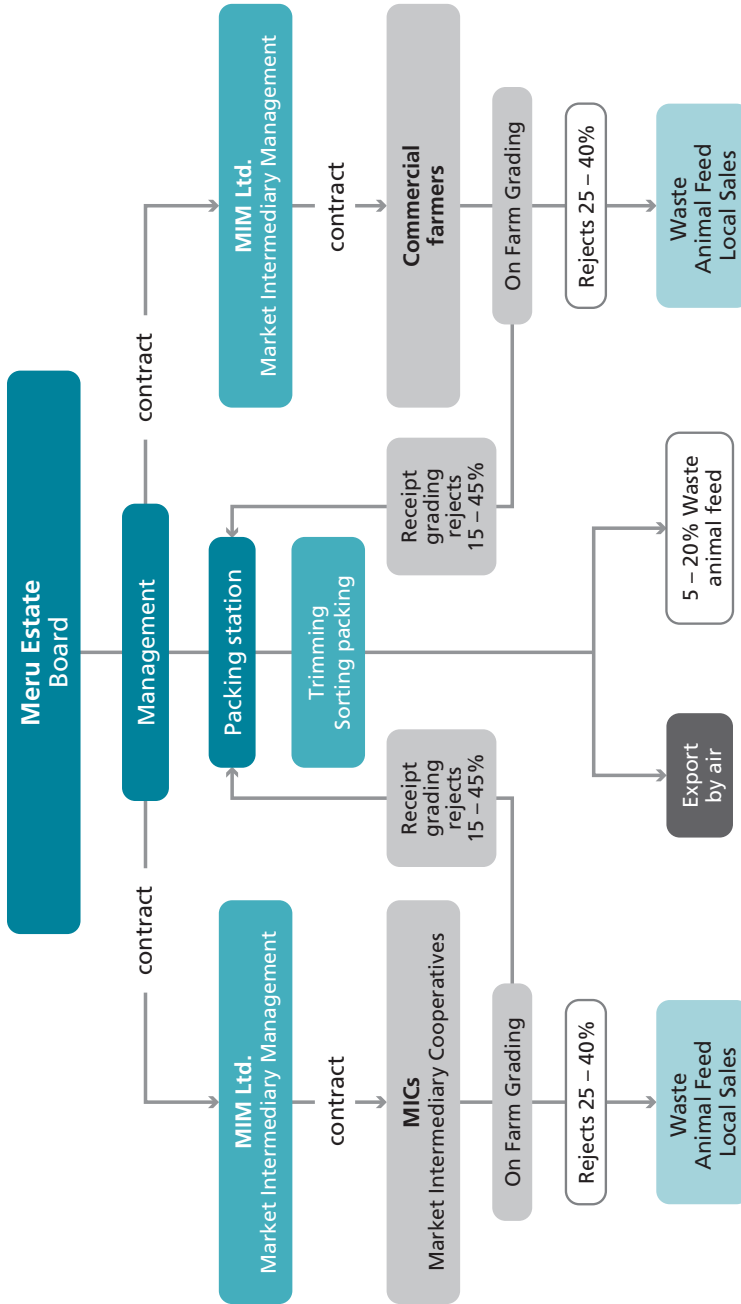 Meru Estate
Board
contract
Management
contract
MIM Ltd.
Market Intermediary Management
Packing station
MIM Ltd.
Market Intermediary Management
contract
Trimming
Sorting packing
contract
MICs
Market Intermediary Cooperatives
Receipt
grading
rejects
15 – 45%
Receipt
grading
rejects
15 – 45%
Commercial
farmers
On Farm Grading
On Farm Grading
Rejects 25 – 40%
Rejects 25 – 40%
Waste
Animal Feed
Local Sales
Export
by air
5 – 20% Waste
animal feed
Waste
Animal Feed
Local Sales